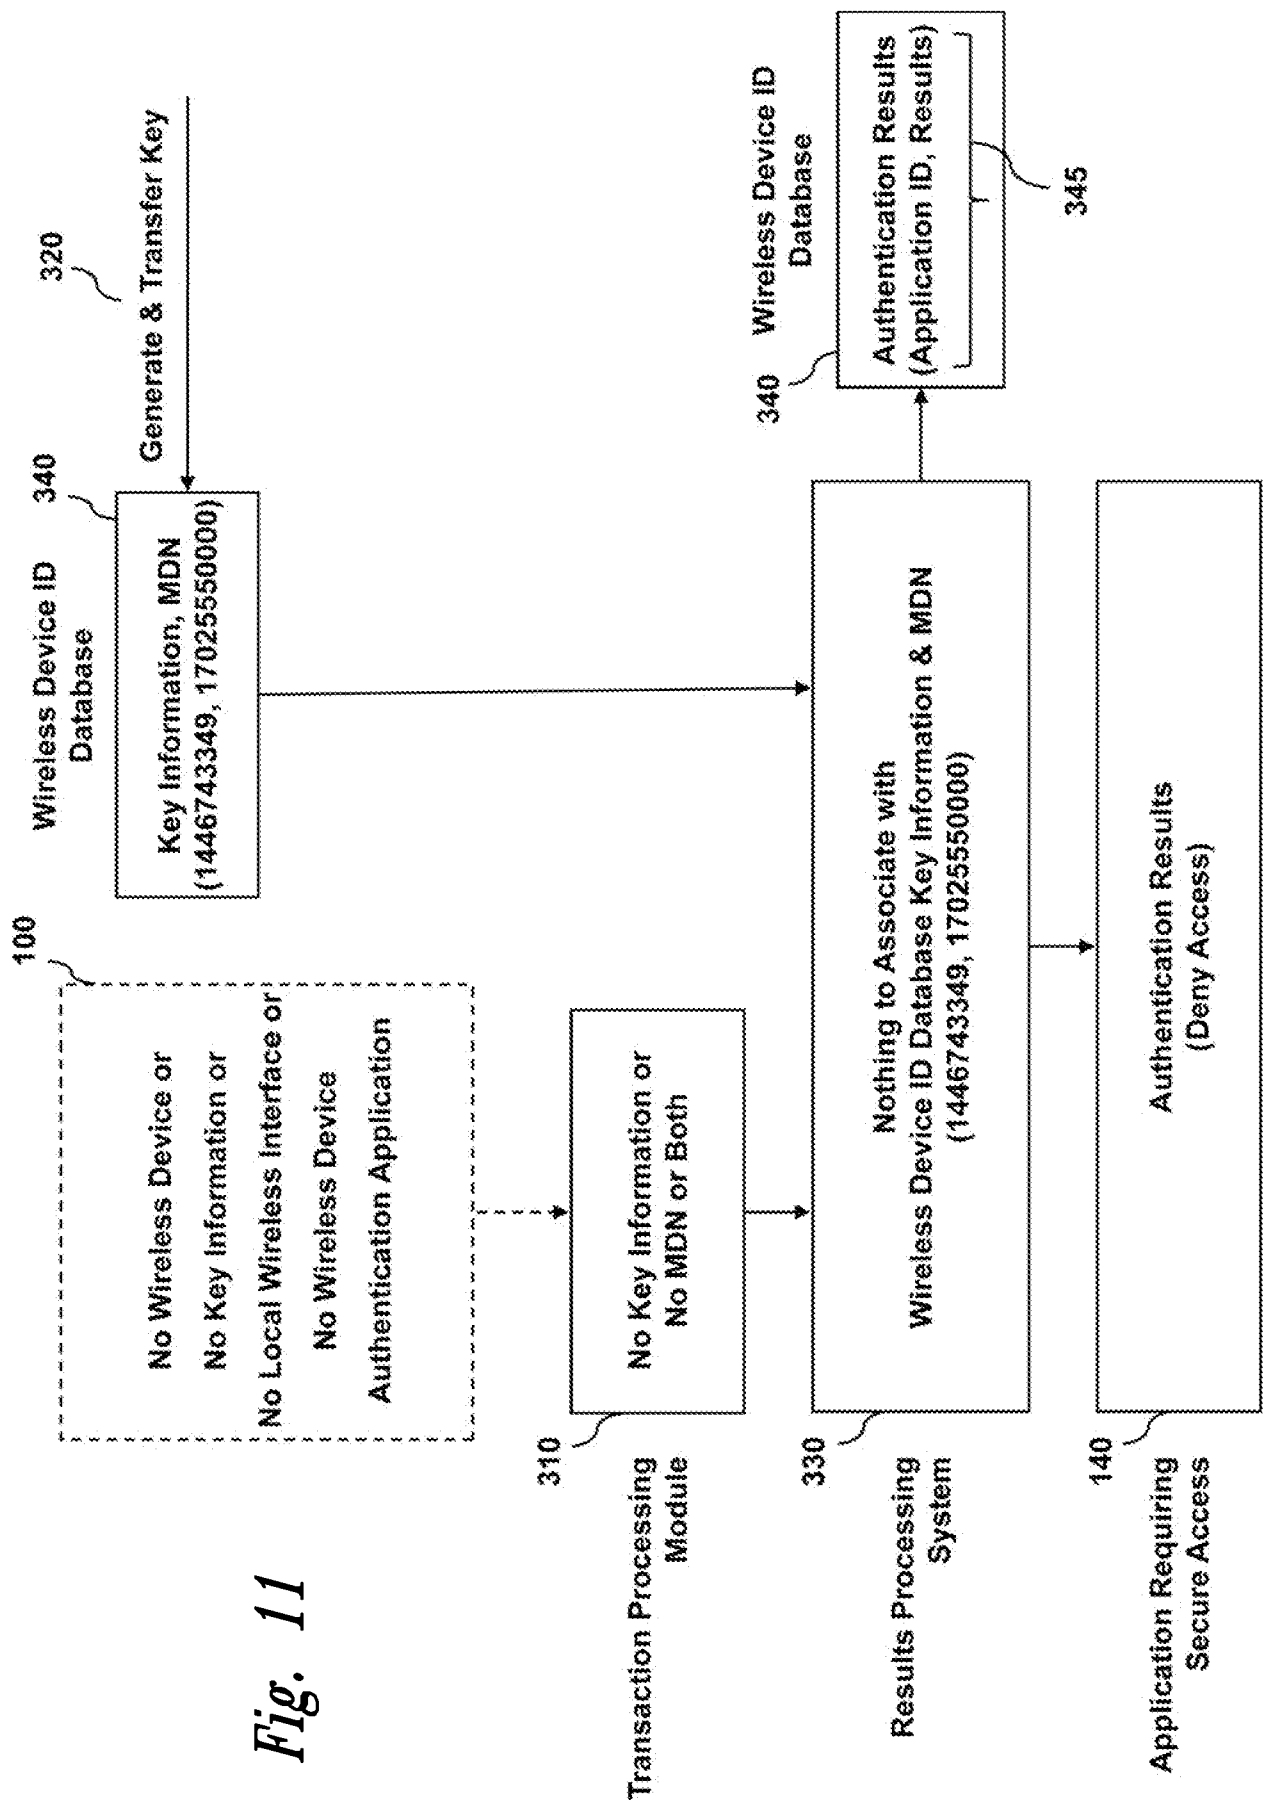 Fig. 11
100
No Wireless Device or
No Key Information or
No Local Wireless Interface or
No Wireless Device
Authentication Application
Wireless Device ID
Database
340
Key Information, MDN
(1446743349, 17025550000)
320
Generate & Transfer Key
Transaction Processing
Module
310
No Key Information or
No MDN or Both
Results Processing
System
330
Nothing to Associate with
Wireless Device ID Database Key Information & MDN
(1446743349, 17025550000)
Wireless Device ID
Database
340
Authentication Results
(Application ID, Results)
345
Application Requiring
Secure Access
140
Authentication Results
(Deny Access)